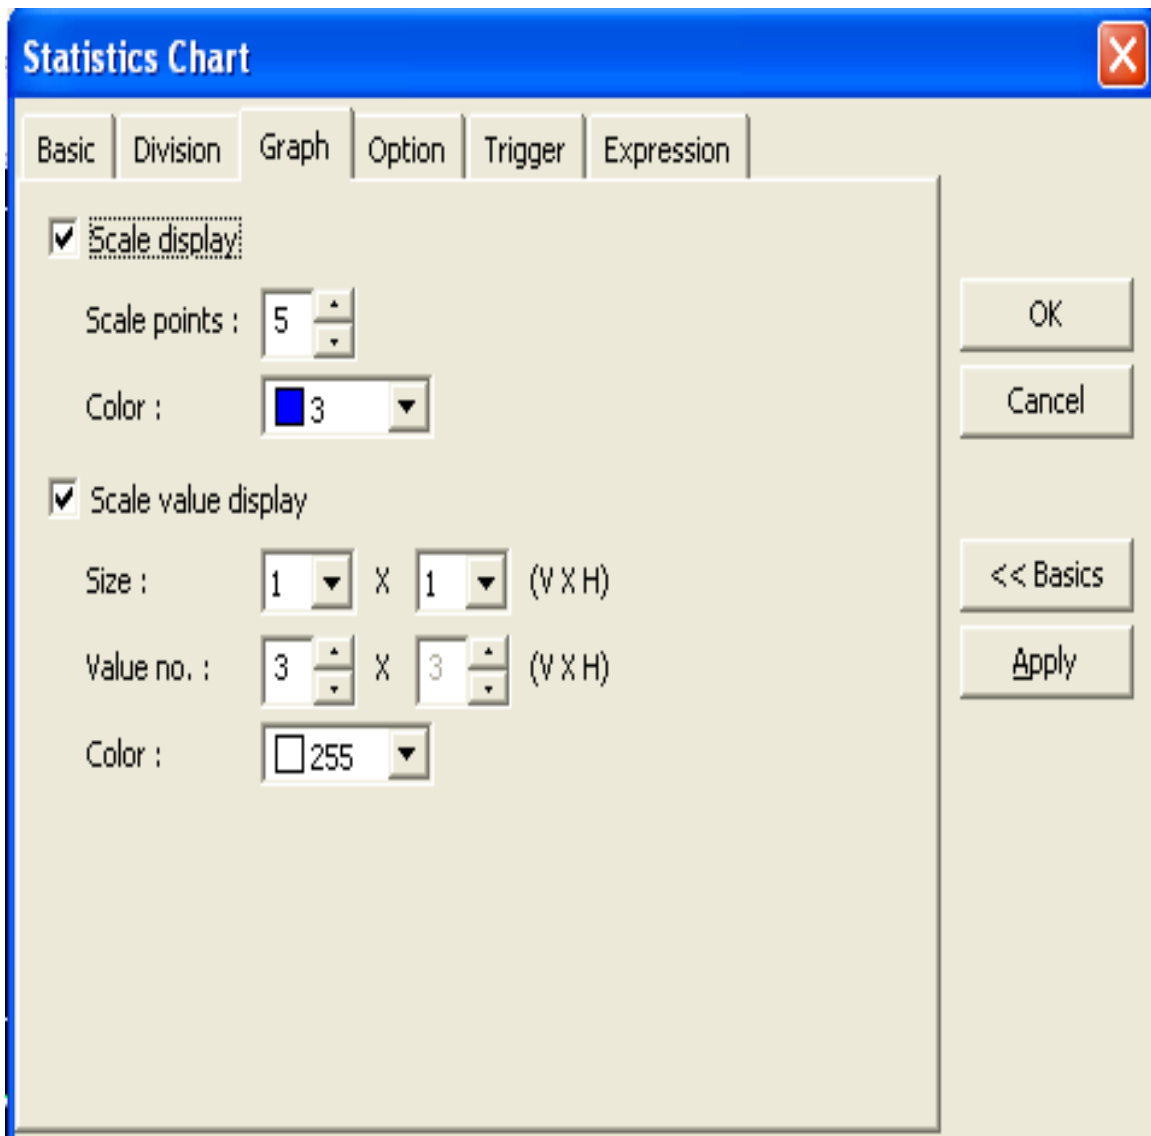 Statistics Chart
Basic Division Graph Option Trigger Expression
Scale display
Scale points : 5
OK
Color : 3
Cancel
Scale value display
Size : 1 X 1 (V X H)
<< Basics
Value no. : 3 X 3 (V X H)
Apply
Color : 255